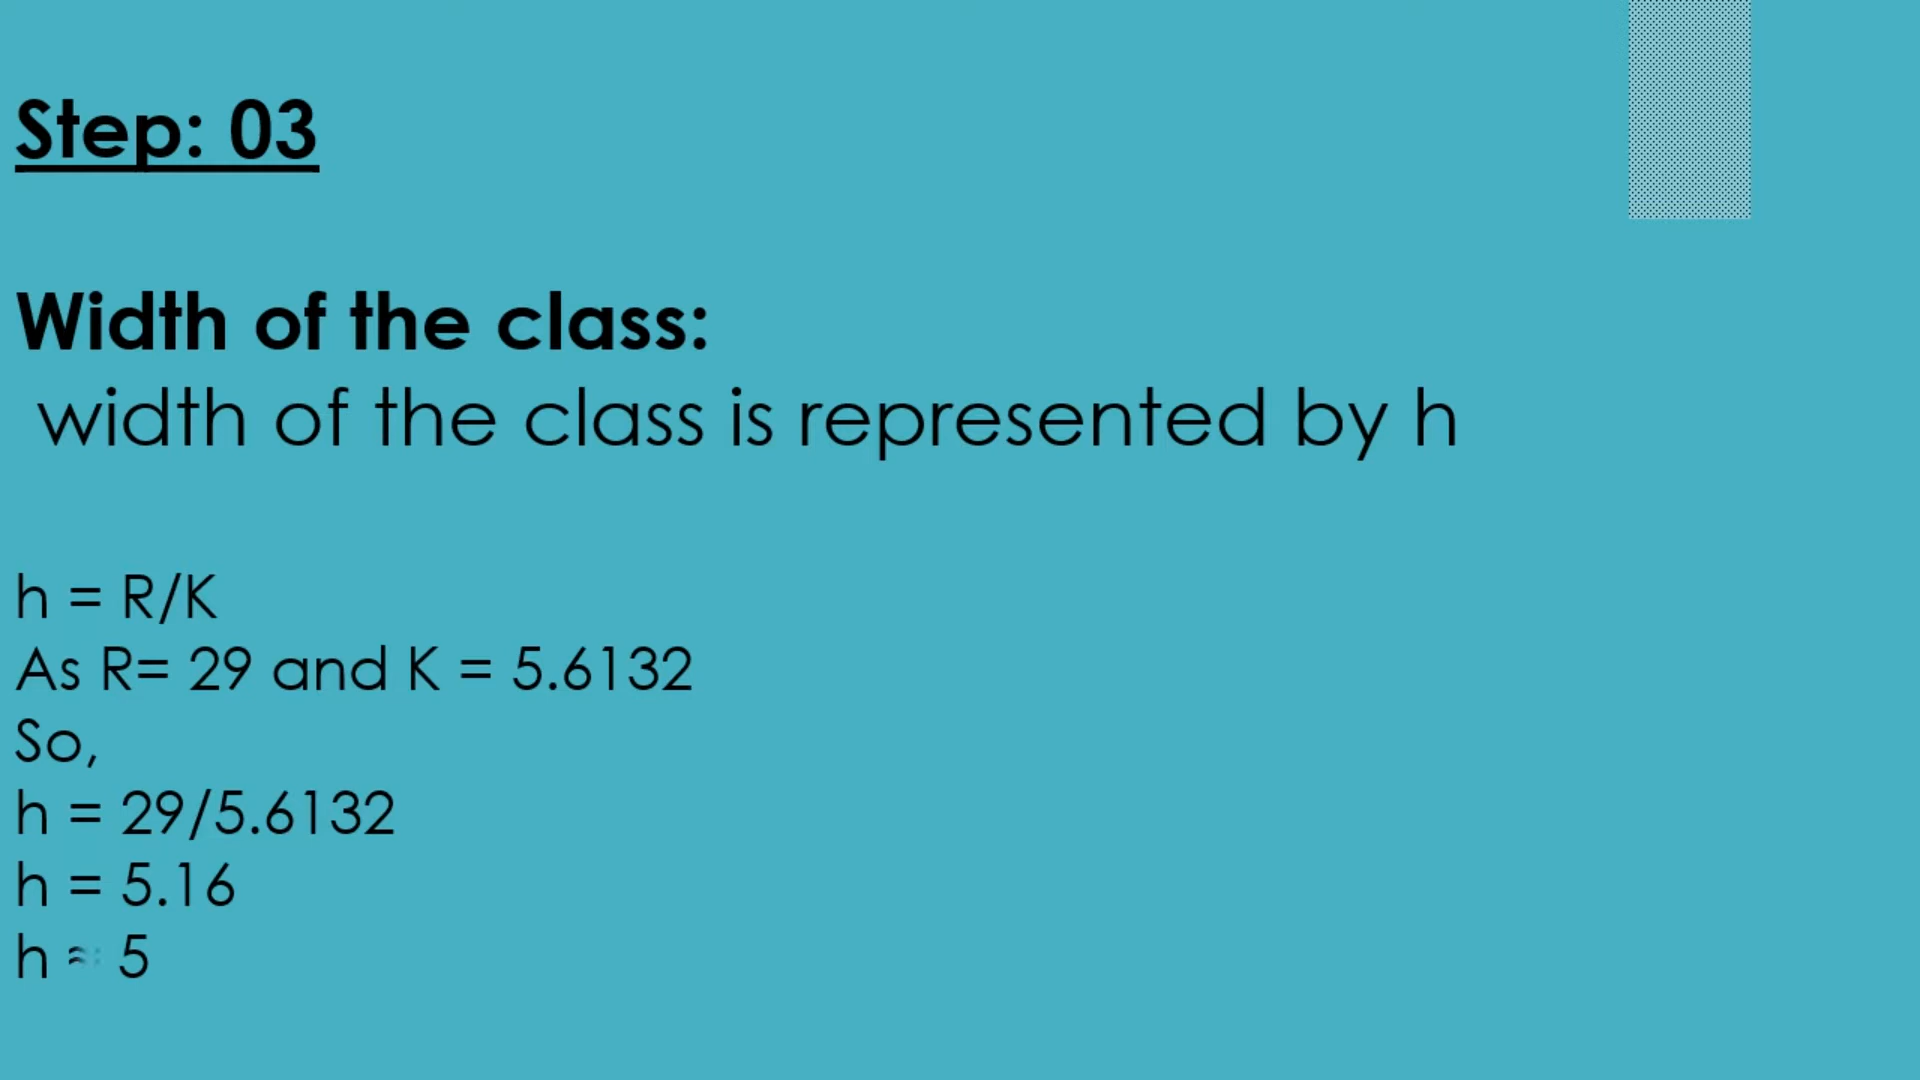 Step: 03
Width of the class:
width of the class is represented by h
h = R/K
As R= 29 and K = 5.6132
So,
h = 29/5.6132
h = 5.16
h ≈ 5